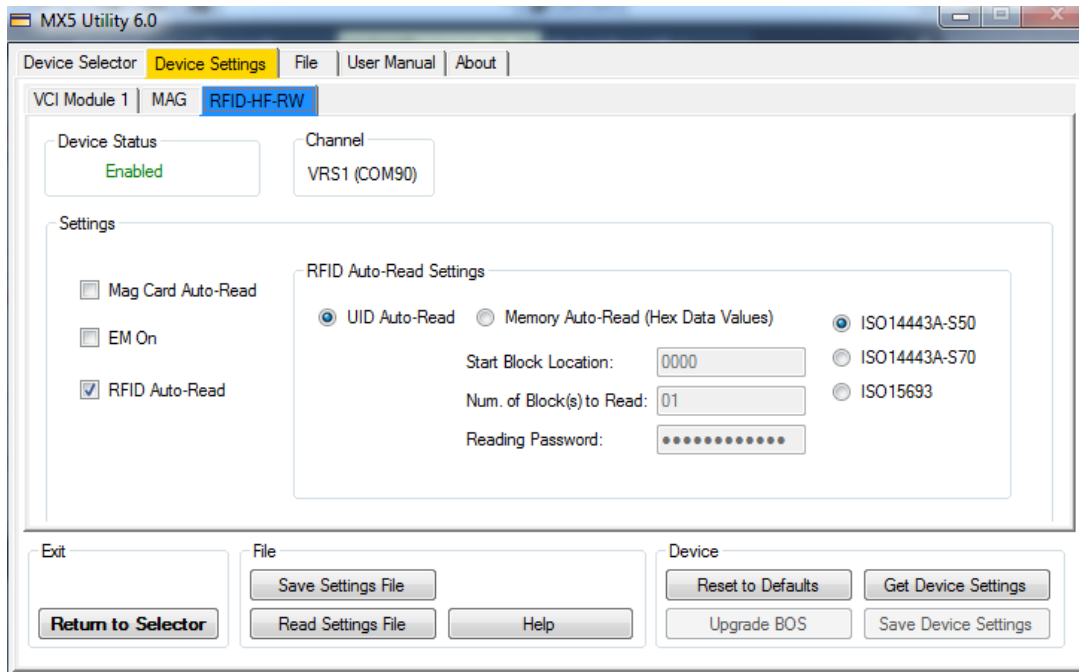 MX5 Utility 6.0
Device Selector Device Settings File User Manual About
VCI Module 1 MAG RFID-HF-RW
Device Status
Enabled
Channel
VRS1 (COM90)
Settings
Mag Card Auto-Read
EM On
RFID Auto-Read
RFID Auto-Read Settings
UID Auto-Read Memory Auto-Read (Hex Data Values)
Start Block Location: 0000
Num. of Block(s) to Read: 01
Reading Password: ●●●●●●●●●●●●
ISO14443A-S50
ISO14443A-S70
ISO15693
Exit
Return to Selector
File
Save Settings File
Read Settings File Help
Device
Reset to Defaults Get Device Settings
Upgrade BOS Save Device Settings